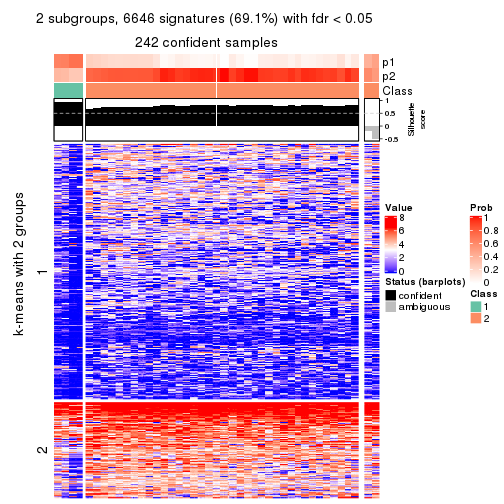 2 subgroups, 6646 signatures (69.1%) with fdr < 0.05
242 confident samples
p1
p2
Class
1
0.5
0
-0.5
Silhouette
score
k-means with 2 groups
1
2
Value
8
6
4
2
0
Status (barplots)
confident
ambiguous
Prob
1
0.8
0.6
0.4
0.2
0
Class
1
2